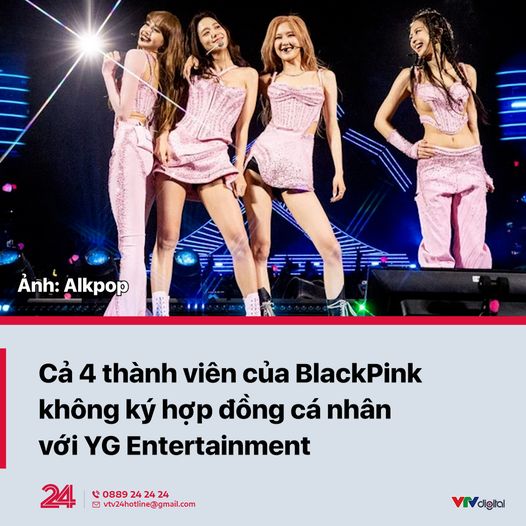 Ảnh: Alkpop
Cả 4 thành viên của BlackPink
không ký hợp đồng cá nhân
với YG Entertainment
24
0889 24 24 24
vtv24hotline@gmail.com
VTVdigital